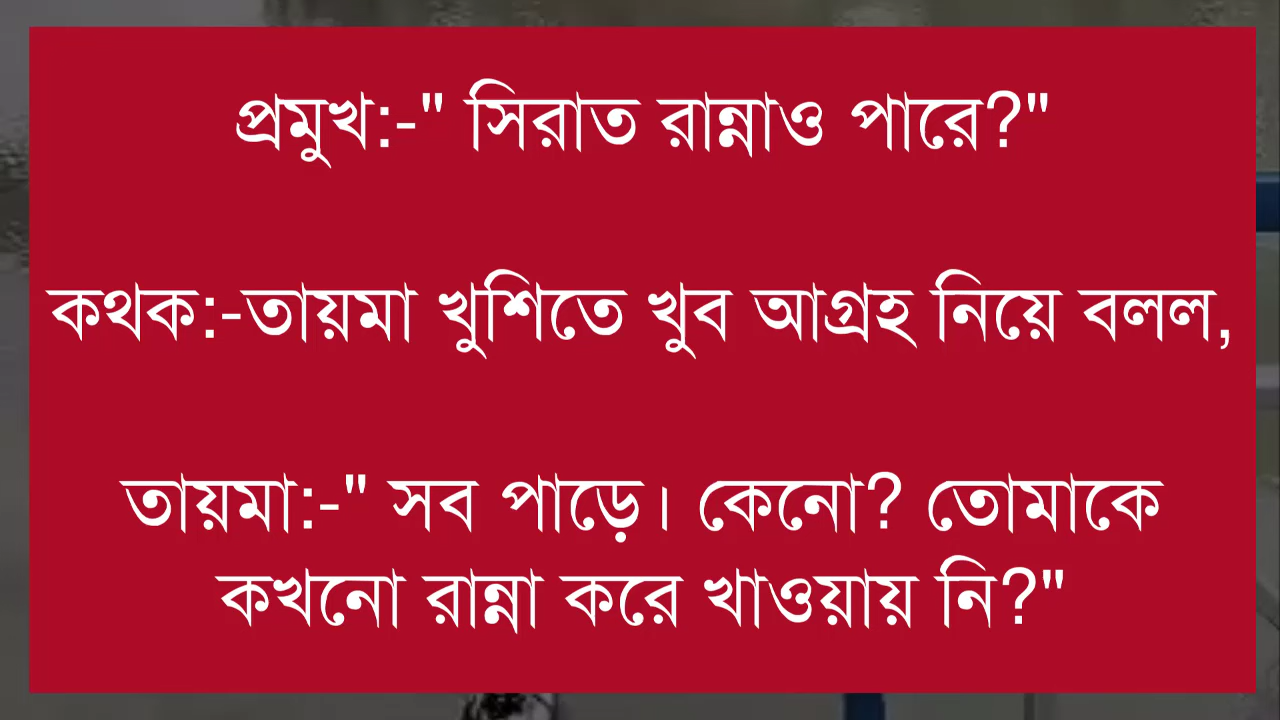 প্রমুখ:-" সিরাত রান্নাও পারে?"
কথক:-তায়মা খুশিতে খুব আগ্রহ নিয়ে বলল,
তায়মা:-" সব পাড়ে। কেনো? তোমাকে
কখনো রান্না করে খাওয়ায় নি?"